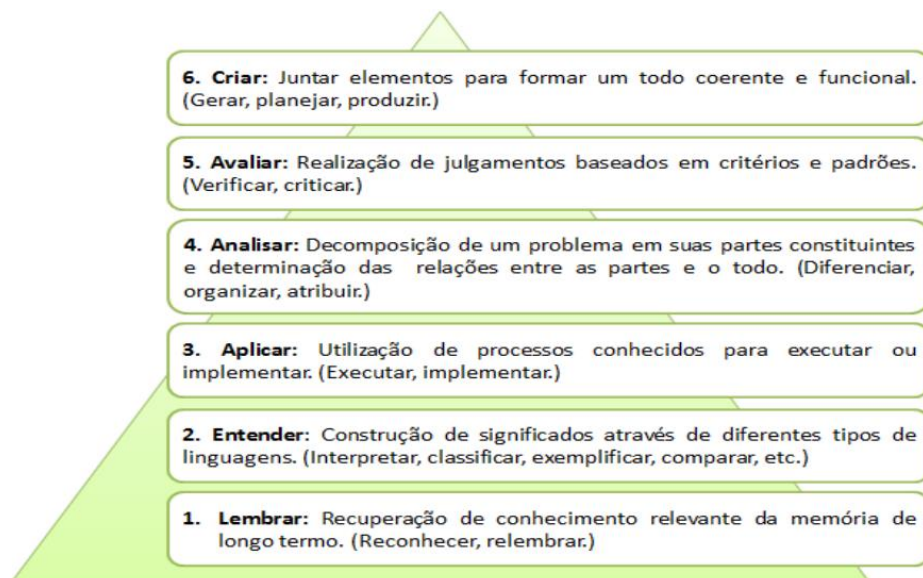 6. Criar: Juntar elementos para formar um todo coerente e funcional.
(Gerar, planejar, produzir.)
5. Avaliar: Realização de julgamentos baseados em critérios e padrões.
(Verificar, criticar.)
4. Analisar: Decomposição de um problema em suas partes constituintes
e determinação das relações entre as partes e o todo. (Diferenciar,
organizar, atribuir.)
3. Aplicar: Utilização de processos conhecidos para executar ou
implementar. (Executar, implementar.)
2. Entender: Construção de significados através de diferentes tipos de
linguagens. (Interpretar, classificar, exemplificar, comparar, etc.)
1. Lembrar: Recuperação de conhecimento relevante da memória de
longo termo. (Reconhecer, relembrar.)